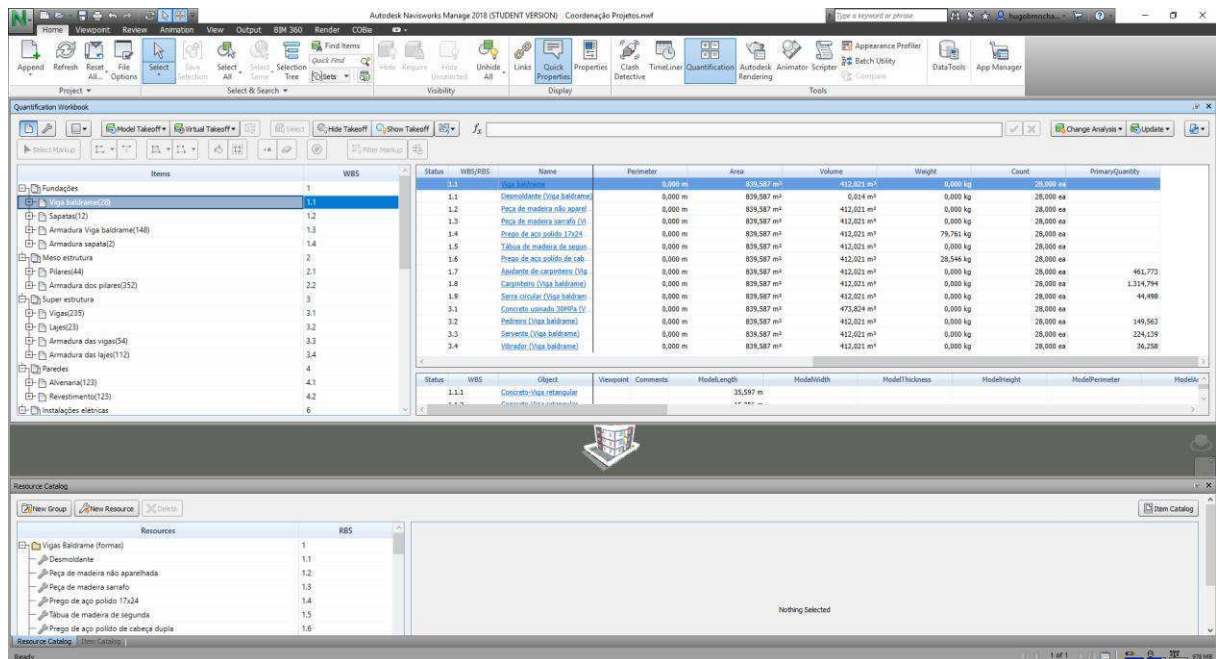 Autodesk Navisworks Manage 2018 (STUDENT VERSION) Coordenação Projetos.nwf
Type a keyword or phrase
hugobmncha...
Home Viewpoint Review Animation View Output BIM 360 Render COBie
Append Refresh Reset All... File Options Select Save Selection Select All Select Same Selection Tree Find Items Quick Find Sets Hide Require Hide Unselected Unhide All Links Quick Properties Properties Clash Detective TimeLiner Quantification Autodesk Rendering Animator Scripter Appearance Profiler Batch Utility Compare DataTools App Manager
Project Select & Search Visibility Display Tools
Quantification Workbook
Model Takeoff Virtual Takeoff Select Hide Takeoff Show Takeoff Change Analysis Update
Select Markup Filter Markup
Items WBS
Fundações 1
Viga baldrame(28) 1.1
Sapatas(12) 1.2
Armadura Viga baldrame(148) 1.3
Armadura sapata(2) 1.4
Meso estrutura 2
Pilares(44) 2.1
Armadura dos pilares(352) 2.2
Super estrutura 3
Vigas(235) 3.1
Lajes(23) 3.2
Armadura das vigas(54) 3.3
Armadura das lajes(112) 3.4
Paredes 4
Alvenaria(123) 4.1
Revestimento(123) 4.2
Instalações elétricas 6
Status WBS/RBS Name Perimeter Area Volume Weight Count PrimaryQuantity
1.1 Viga baldrame 0,000 m 839,587 m² 412,021 m³ 0,000 kg 28,000 ea
1.1 Desmoldante (Viga baldrame) 0,000 m 839,587 m² 0,014 m³ 0,000 kg 28,000 ea
1.2 Peça de madeira não aparel... 0,000 m 839,587 m² 412,021 m³ 0,000 kg 28,000 ea
1.3 Peça de madeira sarrafo (Vi... 0,000 m 839,587 m² 412,021 m³ 0,000 kg 28,000 ea
1.4 Prego de aço polido 17x24 ... 0,000 m 839,587 m² 412,021 m³ 79,761 kg 28,000 ea
1.5 Tábua de madeira de segun... 0,000 m 839,587 m² 412,021 m³ 0,000 kg 28,000 ea
1.6 Prego de aço polido de cab... 0,000 m 839,587 m² 412,021 m³ 28,546 kg 28,000 ea
1.7 Ajudante de carpinteiro (Vig... 0,000 m 839,587 m² 412,021 m³ 0,000 kg 28,000 ea 461,773
1.8 Carpinteiro (Viga baldrame) 0,000 m 839,587 m² 412,021 m³ 0,000 kg 28,000 ea 1.314,794
1.9 Serra circular (Viga baldram... 0,000 m 839,587 m² 412,021 m³ 0,000 kg 28,000 ea 44,498
3.1 Concreto usinado 30MPa (V... 0,000 m 839,587 m² 473,824 m³ 0,000 kg 28,000 ea
3.2 Pedreiro (Viga baldrame) 0,000 m 839,587 m² 412,021 m³ 0,000 kg 28,000 ea 149,563
3.3 Servente (Viga baldrame) 0,000 m 839,587 m² 412,021 m³ 0,000 kg 28,000 ea 224,139
3.4 Vibrador (Viga baldrame) 0,000 m 839,587 m² 412,021 m³ 0,000 kg 28,000 ea 36,258
Status WBS Object Viewpoint Comments ModelLength ModelWidth ModelThickness ModelHeight ModelPerimeter
1.1.1 Concreto-Viga retangular 35,597 m
Resource Catalog
New Group New Resource Delete Item Catalog
Resources RBS
Vigas Baldrame (formas) 1
Desmoldante 1.1
Peça de madeira não aparelhada 1.2
Peça de madeira sarrafo 1.3
Prego de aço polido 17x24 1.4
Tábua de madeira de segunda 1.5
Prego de aço polido de cabeça dupla 1.6
Nothing Selected
Resource Catalog Item Catalog
Ready 1 of 1 978 MB